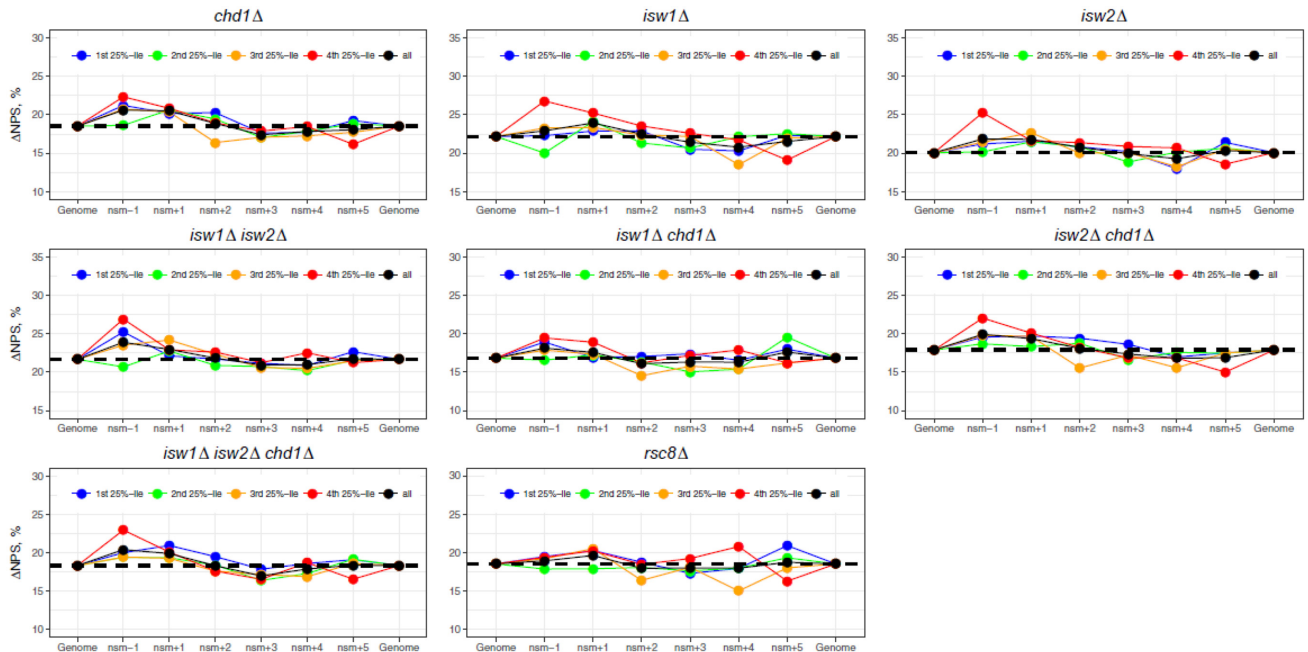 chd1Δ
isw1Δ
isw2Δ
30
25
20
15
10
ΔNPS, %
1st 25%-Ile 2nd 25%-Ile 3rd 25%-Ile 4th 25%-Ile all
Genome nsm-1 nsm+1 nsm+2 nsm+3 nsm+4 nsm+5 Genome
35
30
25
20
15
1st 25%-Ile 2nd 25%-Ile 3rd 25%-Ile 4th 25%-Ile all
Genome nsm-1 nsm+1 nsm+2 nsm+3 nsm+4 nsm+5 Genome
35
30
25
20
15
1st 25%-Ile 2nd 25%-Ile 3rd 25%-Ile 4th 25%-Ile all
Genome nsm-1 nsm+1 nsm+2 nsm+3 nsm+4 nsm+5 Genome
isw1Δ isw2Δ
isw1Δ chd1Δ
isw2Δ chd1Δ
35
30
25
20
15
ΔNPS, %
1st 25%-Ile 2nd 25%-Ile 3rd 25%-Ile 4th 25%-Ile all
Genome nsm-1 nsm+1 nsm+2 nsm+3 nsm+4 nsm+5 Genome
30
25
20
15
10
1st 25%-Ile 2nd 25%-Ile 3rd 25%-Ile 4th 25%-Ile all
Genome nsm-1 nsm+1 nsm+2 nsm+3 nsm+4 nsm+5 Genome
30
25
20
15
10
1st 25%-Ile 2nd 25%-Ile 3rd 25%-Ile 4th 25%-Ile all
Genome nsm-1 nsm+1 nsm+2 nsm+3 nsm+4 nsm+5 Genome
isw1Δ isw2Δ chd1Δ
rsc8Δ
30
25
20
15
10
ΔNPS, %
1st 25%-Ile 2nd 25%-Ile 3rd 25%-Ile 4th 25%-Ile all
Genome nsm-1 nsm+1 nsm+2 nsm+3 nsm+4 nsm+5 Genome
30
25
20
15
10
1st 25%-Ile 2nd 25%-Ile 3rd 25%-Ile 4th 25%-Ile all
Genome nsm-1 nsm+1 nsm+2 nsm+3 nsm+4 nsm+5 Genome